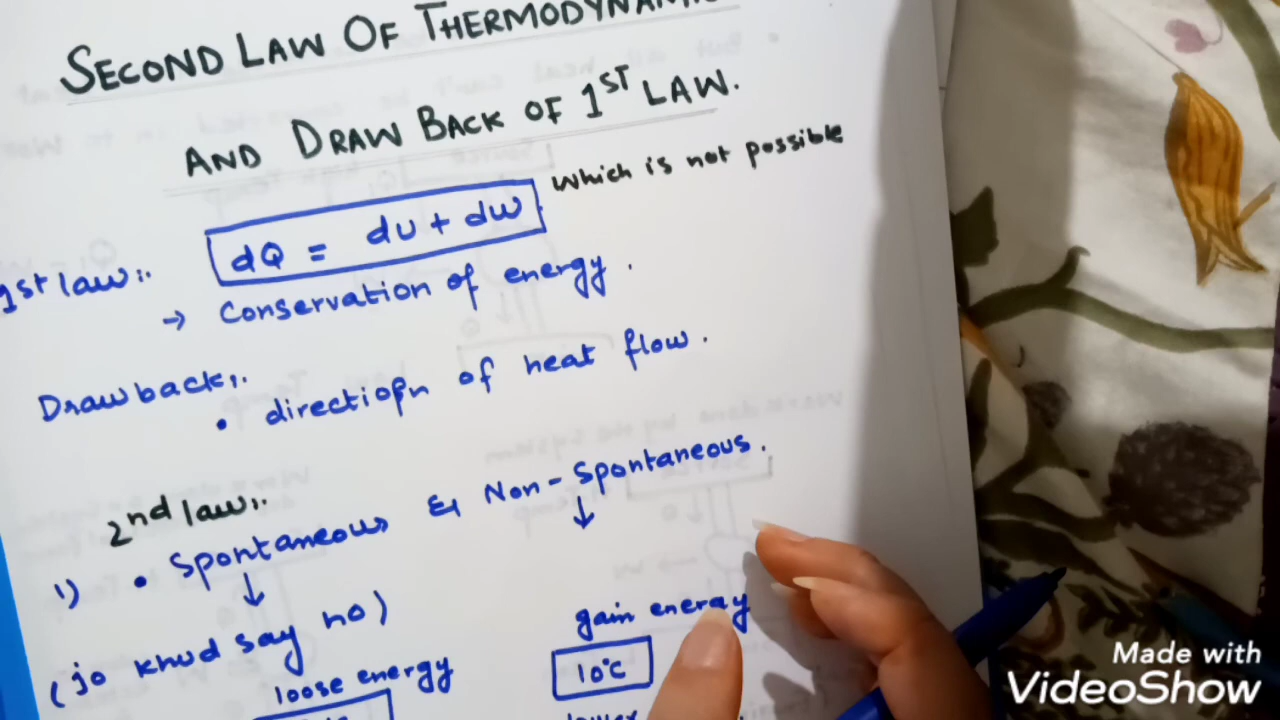 SECOND LAW OF THERMODYNAMIC
AND DRAW BACK OF 1ST LAW.
which is not possible
1st law:. dQ = dU + dW
→ Conservation of energy.
Drawback:.
• directiopn of heat flow.
2nd law:.
1) • Spontaneous & Non-Spontaneous.
↓ ↓
(jo khud say ho)
gain energy
loose energy
10°C
lower
Made with
VideoShow